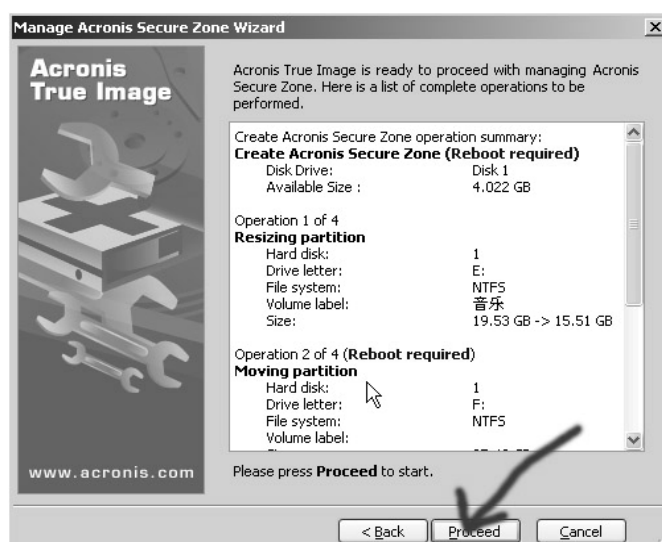 Manage Acronis Secure Zone Wizard
Acronis
True Image
Acronis True Image is ready to proceed with managing Acronis
Secure Zone. Here is a list of complete operations to be
performed.
Create Acronis Secure Zone operation summary:
Create Acronis Secure Zone (Reboot required)
Disk Drive: Disk 1
Available Size : 4.022 GB
Operation 1 of 4
Resizing partition
Hard disk: 1
Drive letter: E:
File system: NTFS
Volume label: 音乐
Size: 19.53 GB -> 15.51 GB
Operation 2 of 4 (Reboot required)
Moving partition
Hard disk: 1
Drive letter: F:
File system: NTFS
Volume label:
www.acronis.com
Please press Proceed to start.
< Back Proceed Cancel